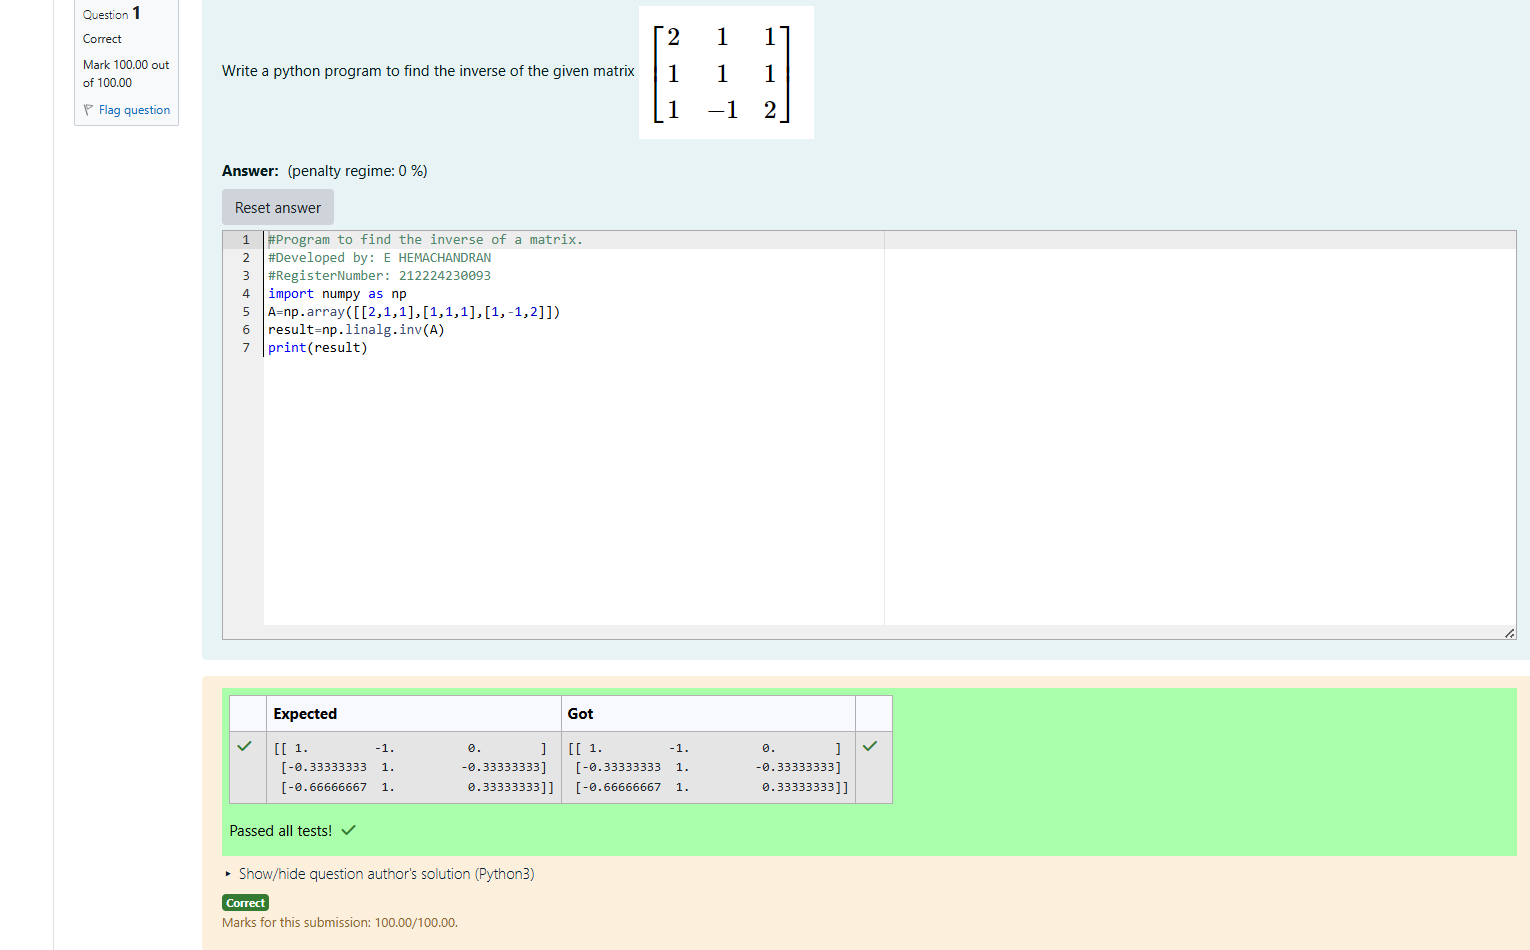 Question 1
Correct
Mark 100.00 out
of 100.00
Flag question
Write a python program to find the inverse of the given matrix
2 1 1
1 1 1
1 −1 2
Answer: (penalty regime: 0 %)
Reset answer
1 #Program to find the inverse of a matrix.
2 #Developed by: E HEMACHANDRAN
3 #RegisterNumber: 212224230093
4 import numpy as np
5 A=np.array([[2,1,1],[1,1,1],[1,-1,2]])
6 result=np.linalg.inv(A)
7 print(result)
Expected Got
[[ 1. -1. 0. ] [[ 1. -1. 0. ]
[-0.33333333 1. -0.33333333] [-0.33333333 1. -0.33333333]
[-0.66666667 1. 0.33333333]] [-0.66666667 1. 0.33333333]]
Passed all tests!
Show/hide question author's solution (Python3)
Correct
Marks for this submission: 100.00/100.00.